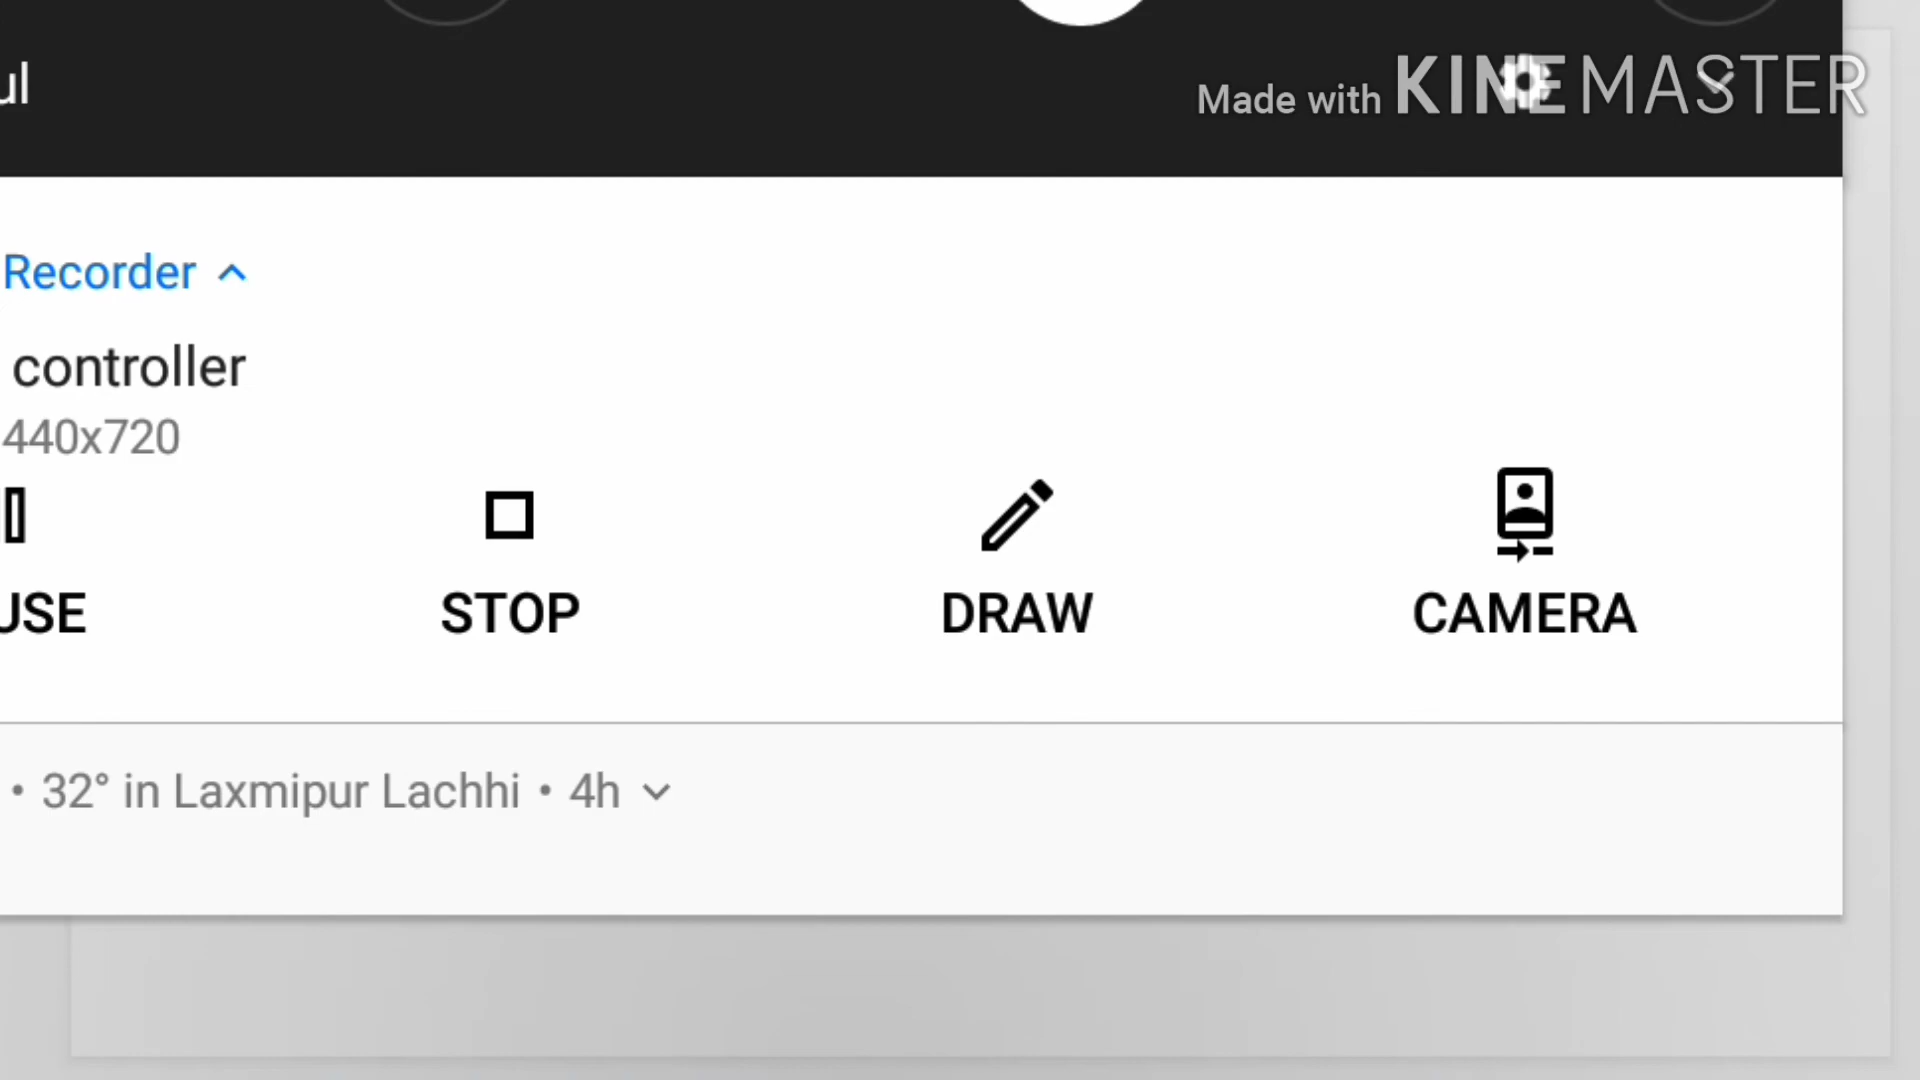 ul
Made with KINEMASTER
Recorder
controller
440x720
USE STOP DRAW CAMERA
• 32° in Laxmipur Lachhi • 4h